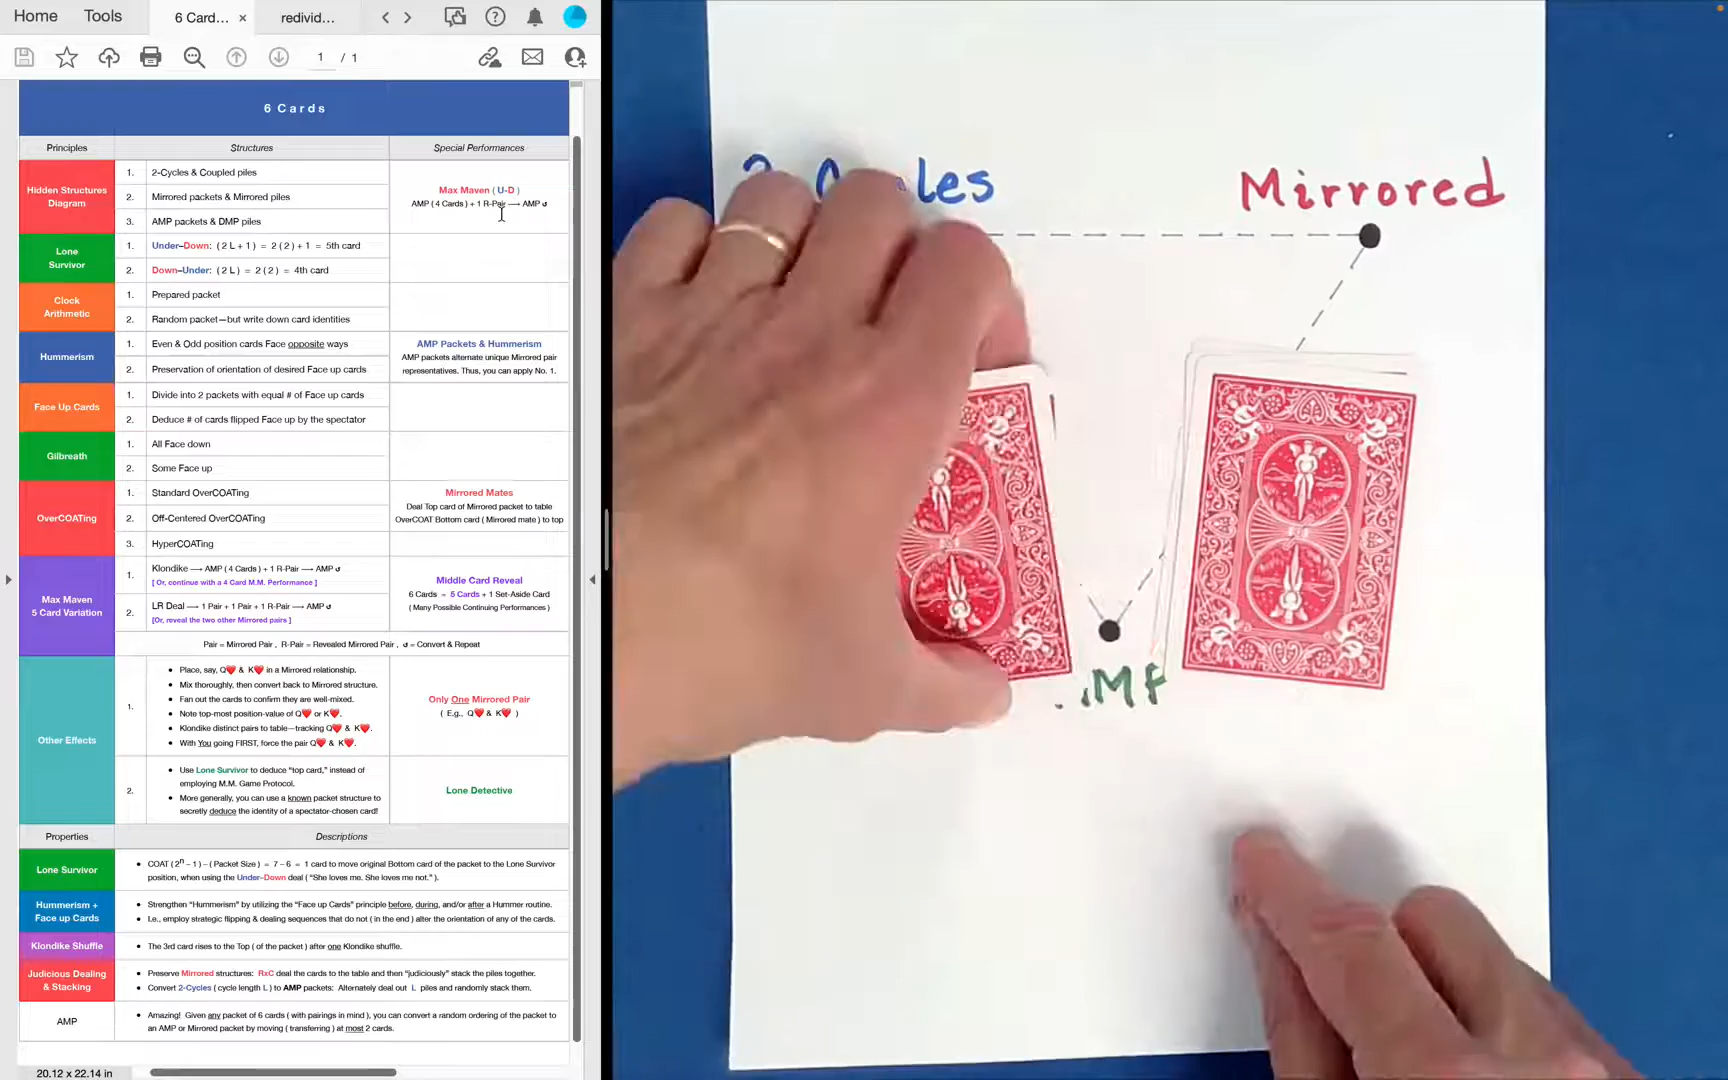 Home Tools 6 Card... × redivid...
1 / 1
6 Cards
Principles Structures Special Performances
Hidden Structures
Diagram
1. 2-Cycles & Coupled piles
2. Mirrored packets & Mirrored piles
3. AMP packets & DMP piles
Max Maven ( U-D )
AMP ( 4 Cards ) + 1 R-Pair ⟶ AMP ↺
Lone
Survivor
1. Under–Down: ( 2 L + 1 ) = 2 ( 2 ) + 1 = 5th card
2. Down–Under: ( 2 L ) = 2 ( 2 ) = 4th card
Clock
Arithmetic
1. Prepared packet
2. Random packet—but write down card identities
Hummerism
1. Even & Odd position cards Face opposite ways
2. Preservation of orientation of desired Face up cards
AMP Packets & Hummerism
AMP packets alternate unique Mirrored pair
representatives. Thus, you can apply No. 1.
Face Up Cards
1. Divide into 2 packets with equal # of Face up cards
2. Deduce # of cards flipped Face up by the spectator
Gilbreath
1. All Face down
2. Some Face up
OverCOATing
1. Standard OverCOATing
2. Off-Centered OverCOATing
3. HyperCOATing
Mirrored Mates
Deal Top card of Mirrored packet to table
OverCOAT Bottom card ( Mirrored mate ) to top
Max Maven
5 Card Variation
1. Klondike ⟶ AMP ( 4 Cards ) + 1 R-Pair ⟶ AMP ↺
[ Or, continue with a 4 Card M.M. Performance ]
2. LR Deal ⟶ 1 Pair + 1 Pair + 1 R-Pair ⟶ AMP ↺
[Or, reveal the two other Mirrored pairs ]
Middle Card Reveal
6 Cards = 5 Cards + 1 Set-Aside Card
( Many Possible Continuing Performances )
Pair = Mirrored Pair , R-Pair = Revealed Mirrored Pair , ↺ = Convert & Repeat
Other Effects
1.
• Place, say, Q♥ & K♥ in a Mirrored relationship.
• Mix thoroughly, then convert back to Mirrored structure.
• Fan out the cards to confirm they are well-mixed.
• Note top-most position-value of Q♥ or K♥.
• Klondike distinct pairs to table—tracking Q♥ & K♥.
• With You going FIRST, force the pair Q♥ & K♥.
Only One Mirrored Pair
( E.g., Q♥ & K♥ )
2.
• Use Lone Survivor to deduce “top card,” instead of
employing M.M. Game Protocol.
• More generally, you can use a known packet structure to
secretly deduce the identity of a spectator-chosen card!
Lone Detective
Properties Descriptions
Lone Survivor
• COAT ( 2ⁿ – 1 ) – ( Packet Size ) = 7 – 6 = 1 card to move original Bottom card of the packet to the Lone Survivor
position, when using the Under–Down deal ( “She loves me. She loves me not.” ).
Hummerism +
Face up Cards
• Strengthen “Hummerism” by utilizing the “Face up Cards” principle before, during, and/or after a Hummer routine.
• I.e., employ strategic flipping & dealing sequences that do not ( in the end ) alter the orientation of any of the cards.
Klondike Shuffle
• The 3rd card rises to the Top ( of the packet ) after one Klondike shuffle.
Judicious Dealing
& Stacking
• Preserve Mirrored structures: RxC deal the cards to the table and then “judiciously” stack the piles together.
• Convert 2-Cycles ( cycle length L ) to AMP packets: Alternately deal out L piles and randomly stack them.
AMP
• Amazing! Given any packet of 6 cards ( with pairings in mind ), you can convert a random ordering of the packet to
an AMP or Mirrored packet by moving ( transferring ) at most 2 cards.
20.12 x 22.14 in
Mirrored